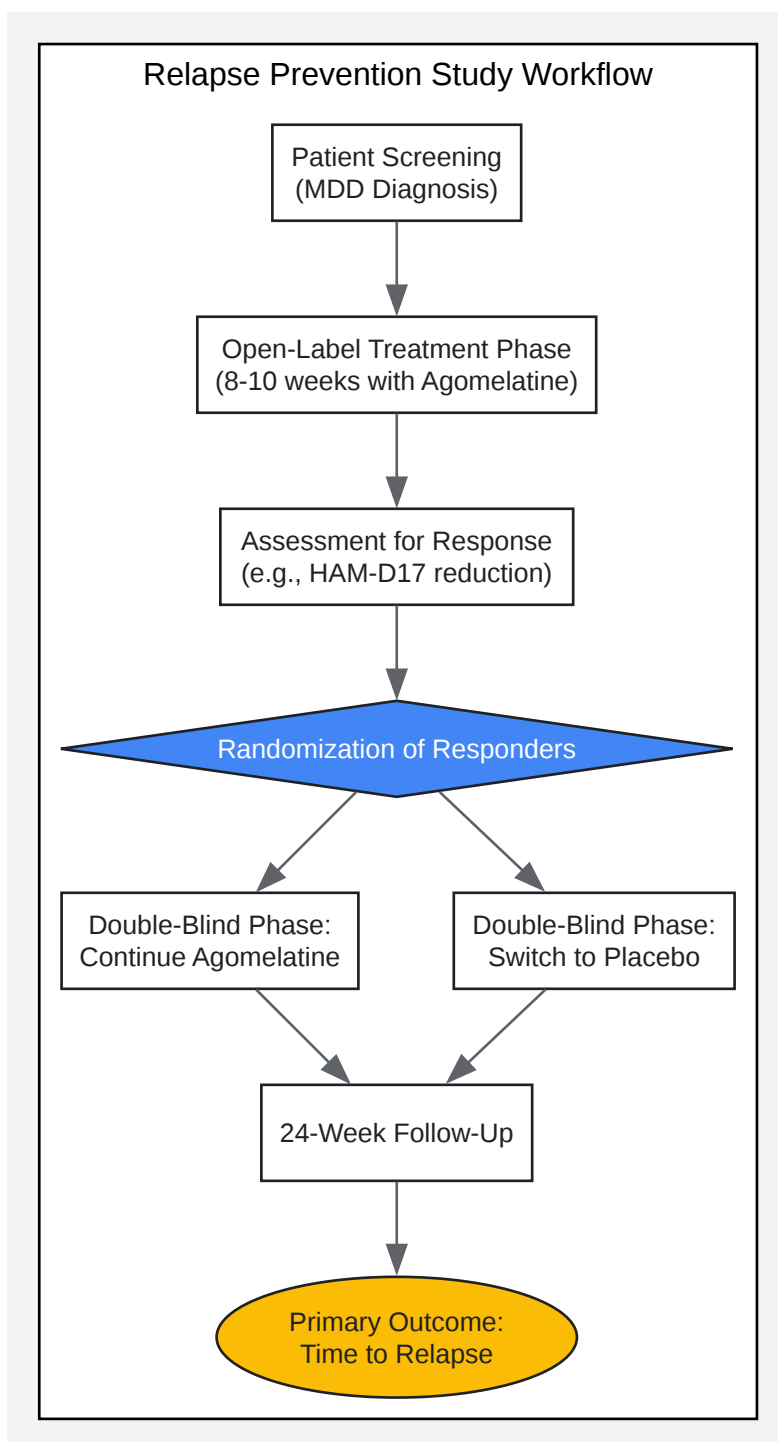 Relapse Prevention Study Workflow
Patient Screening
(MDD Diagnosis)
Open-Label Treatment Phase
(8-10 weeks with Agomelatine)
Assessment for Response
(e.g., HAM-D17 reduction)
Randomization of Responders
Double-Blind Phase:
Continue Agomelatine
Double-Blind Phase:
Switch to Placebo
24-Week Follow-Up
Primary Outcome:
Time to Relapse